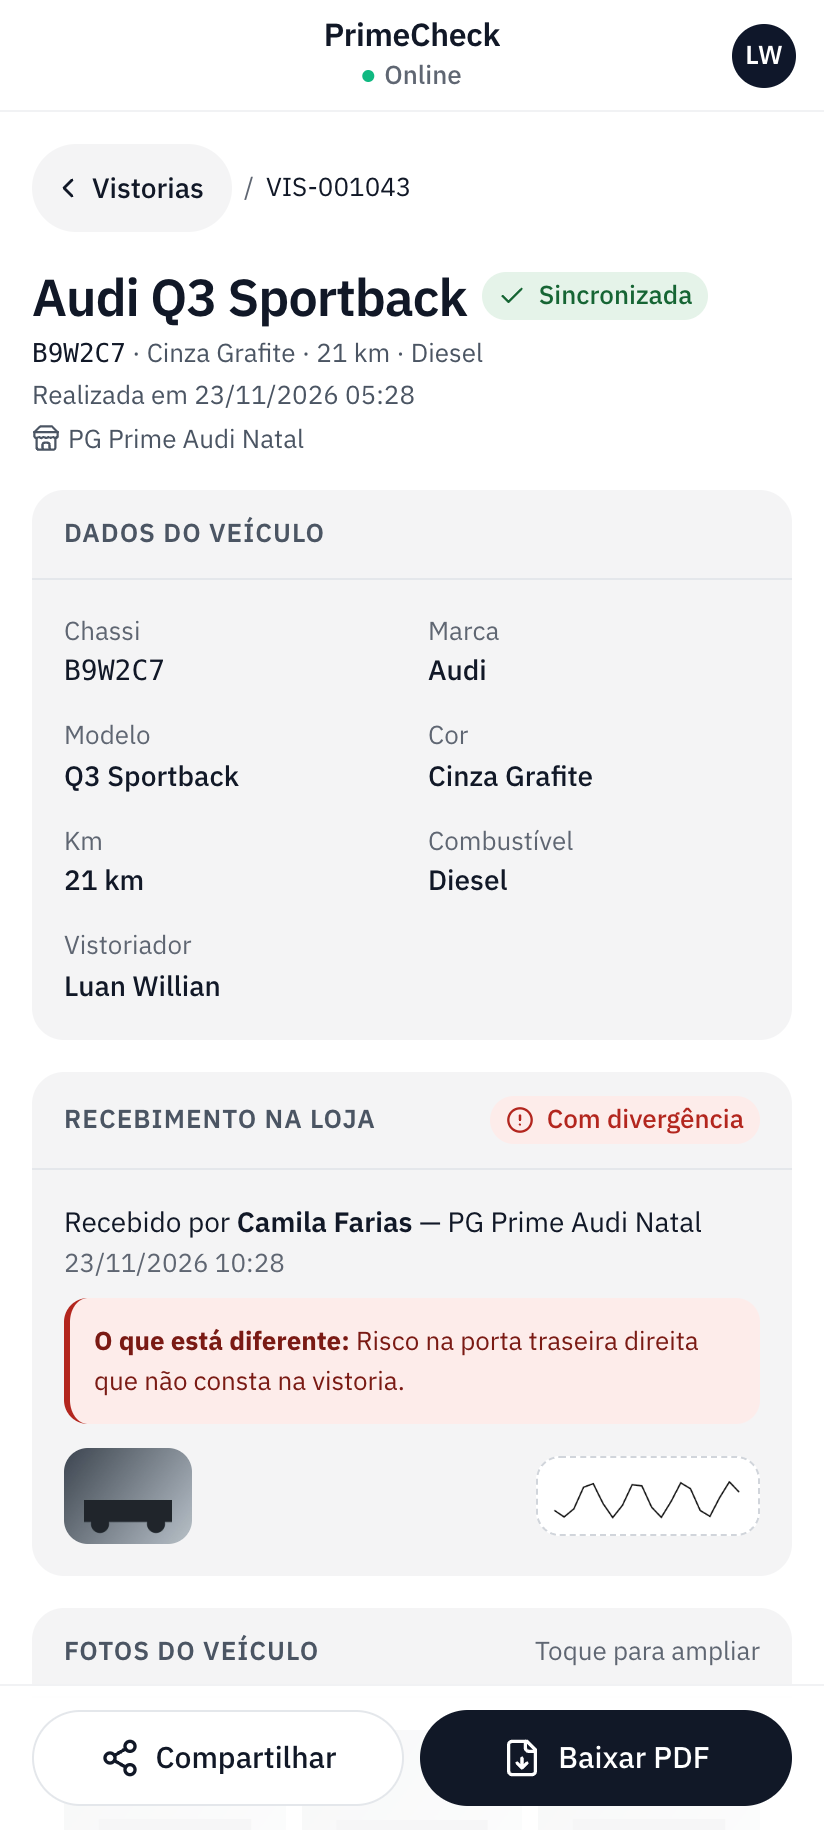 PrimeCheck
Online
LW
Vistorias / VIS-001043
Audi Q3 Sportback Sincronizada
B9W2C7 · Cinza Grafite · 21 km · Diesel
Realizada em 23/11/2026 05:28
PG Prime Audi Natal
DADOS DO VEÍCULO
Chassi
B9W2C7
Marca
Audi
Modelo
Q3 Sportback
Cor
Cinza Grafite
Km
21 km
Combustível
Diesel
Vistoriador
Luan Willian
RECEBIMENTO NA LOJA Com divergência
Recebido por Camila Farias — PG Prime Audi Natal
23/11/2026 10:28
O que está diferente: Risco na porta traseira direita
que não consta na vistoria.
FOTOS DO VEÍCULO Toque para ampliar
Compartilhar
Baixar PDF